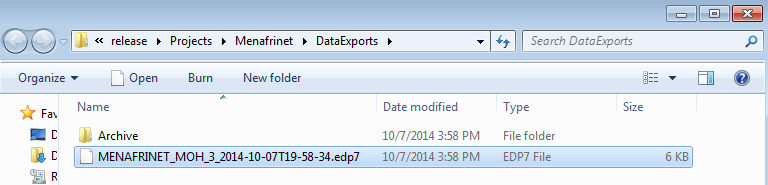 « release ▸ Projects ▸ Menafrinet ▸ DataExports ▸ Search DataExports
Organize Open Burn New folder
Name Date modified Type Size
Fav
Archive 10/7/2014 3:58 PM File folder
D
MENAFRINET_MOH_3_2014-10-07T19-58-34.edp7 10/7/2014 3:58 PM EDP7 File 6 KB
D
R